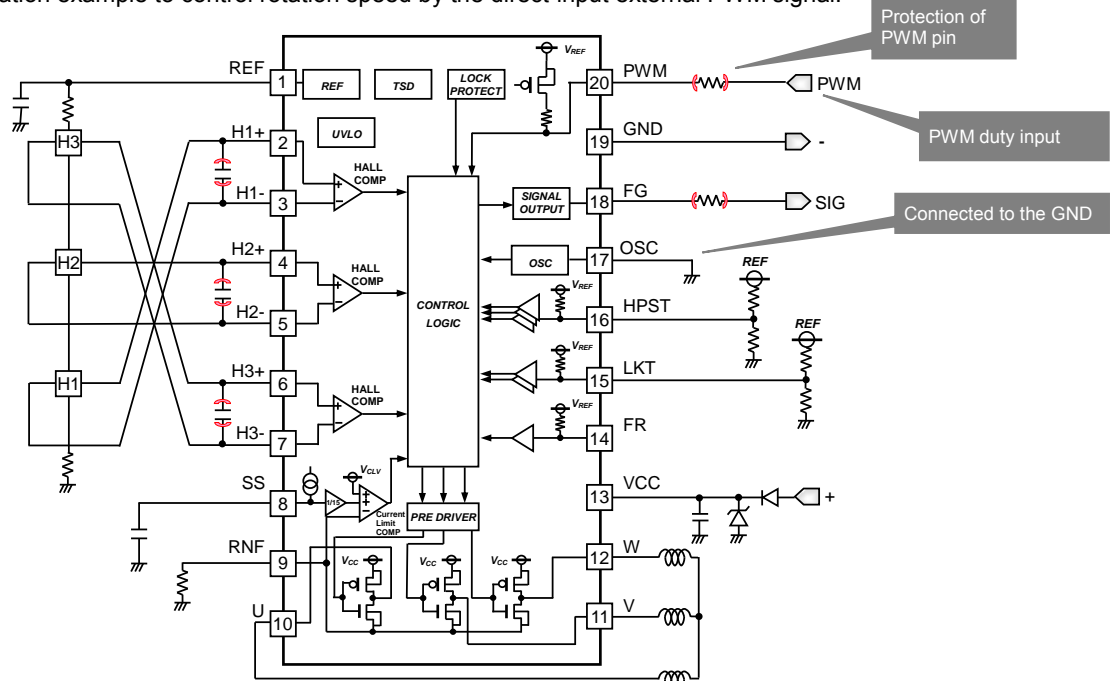 ation example to control rotation speed by the direct input external PWM signal.
Protection of
PWM pin
PWM duty input
Connected to the GND
REF
1
REF
TSD
LOCK
PROTECT
VREF
20
PWM
PWM
H3
H1+
2
UVLO
19
GND
-
HALL
COMP
H1-
3
SIGNAL
OUTPUT
18
FG
SIG
H2
H2+
4
HALL
COMP
OSC
17
OSC
REF
CONTROL
LOGIC
VREF
16
HPST
H2-
5
REF
H1
H3+
6
HALL
COMP
VREF
15
LKT
H3-
7
VREF
14
FR
SS
8
1/15
VCLV
Current
Limit
COMP
PRE DRIVER
13
VCC
+
RNF
9
VCC
VCC
VCC
12
W
U
10
11
V